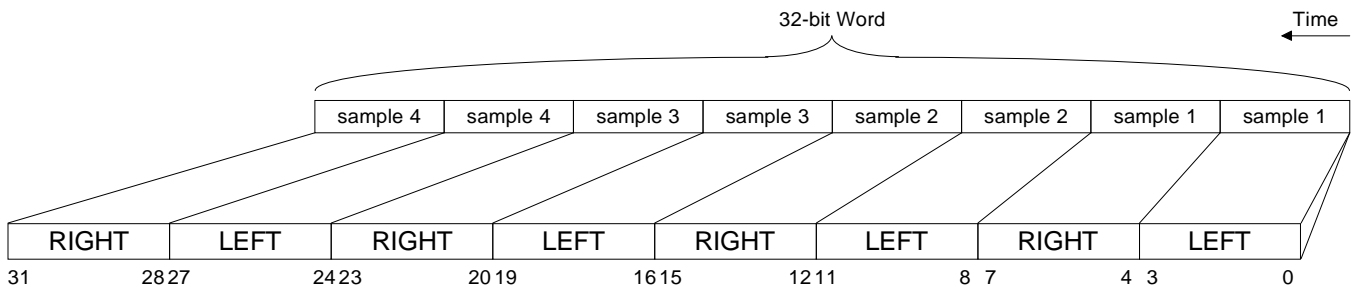 32-bit Word Time
sample 4 sample 4 sample 3 sample 3 sample 2 sample 2 sample 1 sample 1
RIGHT LEFT RIGHT LEFT RIGHT LEFT RIGHT LEFT
31 28 27 24 23 20 19 16 15 12 11 8 7 4 3 0